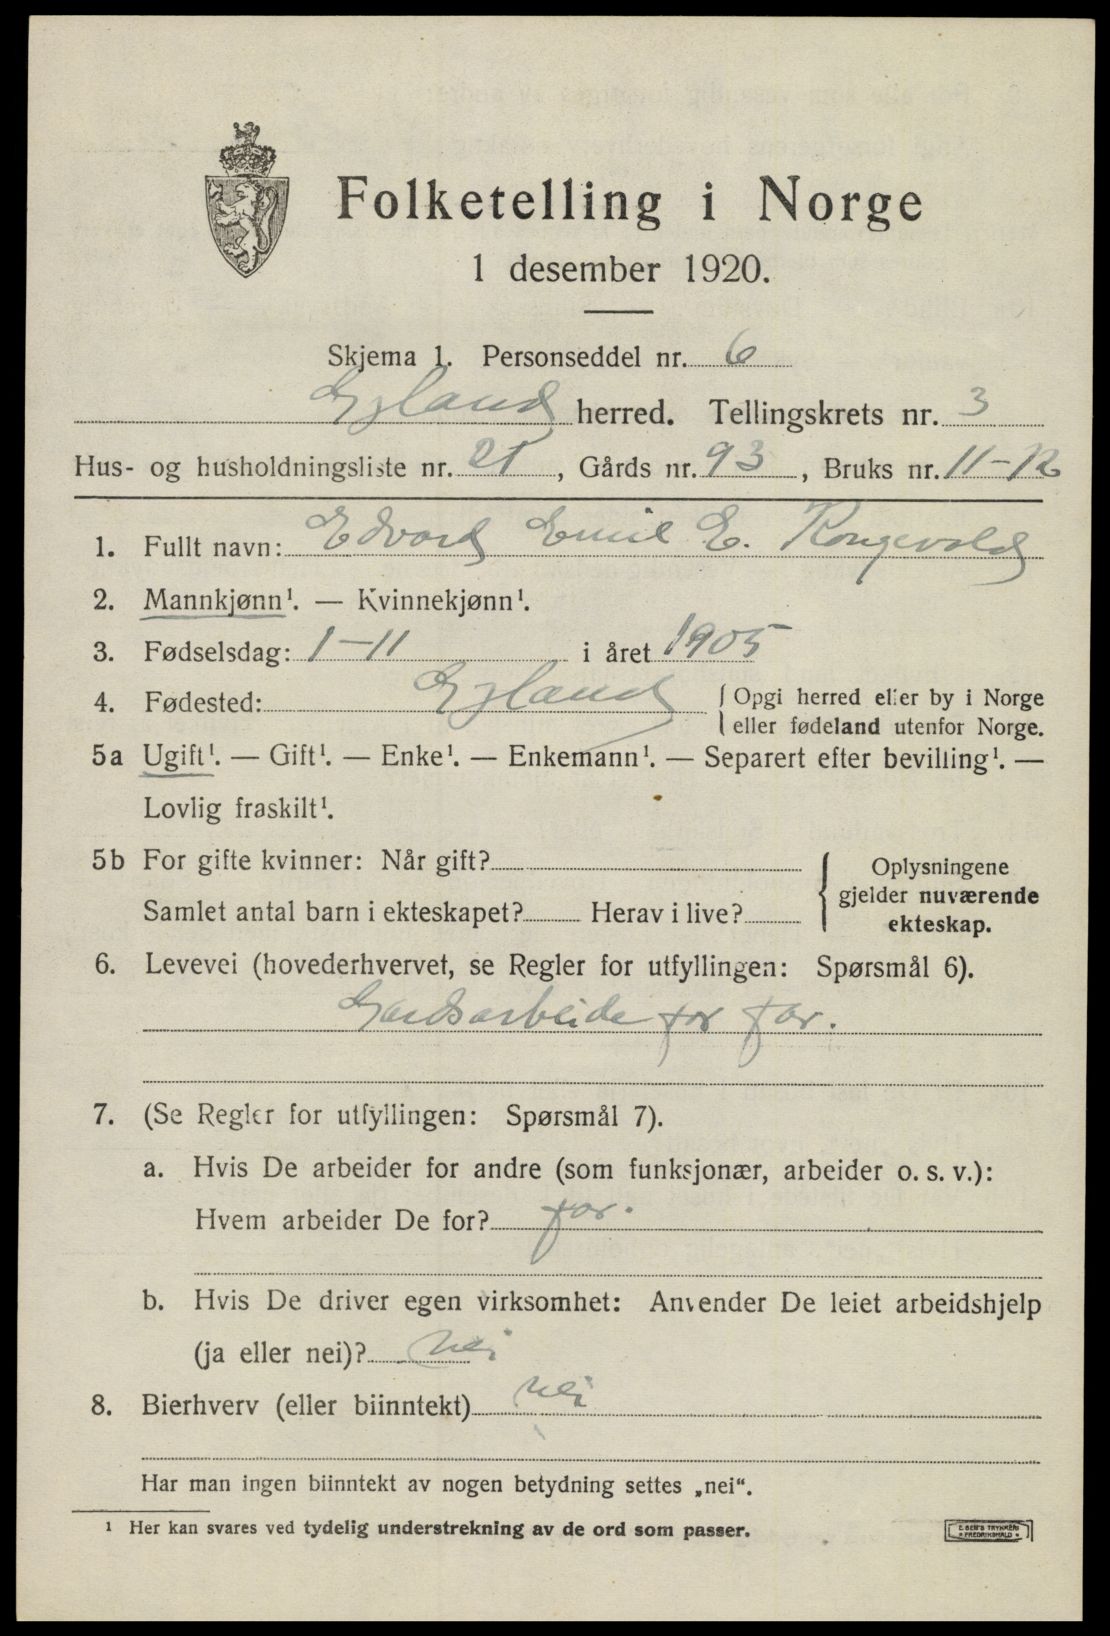 Folketelling i Norge
1 desember 1920.
Skjema 1. Personseddel nr. 6
Gyland herred. Tellingskrets nr. 3
Hus- og husholdningsliste nr. 21, Gårds nr. 93, Bruks nr. 11-12
1. Fullt navn: Edvard Emil E. Kongevold
2. Mannkjønn¹. — Kvinnekjønn¹.
3. Fødselsdag: 1-11 i året 1905
4. Fødested: Gyland { Opgi herred eller by i Norge
eller fødeland utenfor Norge.
5a Ugift¹. — Gift¹. — Enke¹. — Enkemann¹. — Separert efter bevilling¹. —
Lovlig fraskilt¹.
5b For gifte kvinner: Når gift?
Samlet antal barn i ekteskapet? Herav i live?
Oplysningene
gjelder nuværende
ekteskap.
6. Levevei (hovederhvervet, se Regler for utfyllingen: Spørsmål 6).
Gardsarbeide for far.
7. (Se Regler for utfyllingen: Spørsmål 7).
a. Hvis De arbeider for andre (som funksjonær, arbeider o. s. v.):
Hvem arbeider De for? far.
b. Hvis De driver egen virksomhet: Anvender De leiet arbeidshjelp
(ja eller nei)? nei
8. Bierhverv (eller biinntekt) nei
Har man ingen biinntekt av nogen betydning settes „nei“.
¹ Her kan svares ved tydelig understrekning av de ord som passer.
E. SEM'S TRYKKERI
FREDRIKSHALD